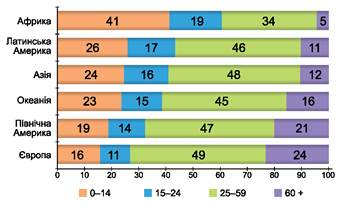 Африка 41 19 34 5
Латинська
Америка 26 17 46 11
Азія 24 16 48 12
Океанія 23 15 45 16
Північна
Америка 19 14 47 21
Європа 16 11 49 24
0 10 20 30 40 50 60 70 80 90 100
0–14 15–24 25–59 60 +